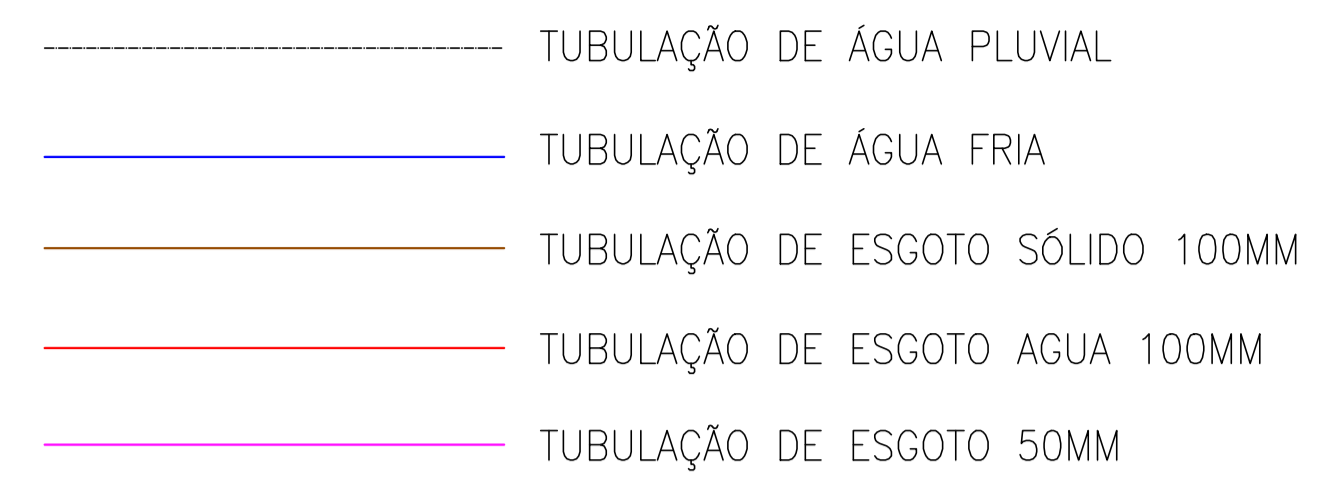 TUBULAÇÃO DE ÁGUA PLUVIAL
TUBULAÇÃO DE ÁGUA FRIA
TUBULAÇÃO DE ESGOTO SÓLIDO 100MM
TUBULAÇÃO DE ESGOTO AGUA 100MM
TUBULAÇÃO DE ESGOTO 50MM